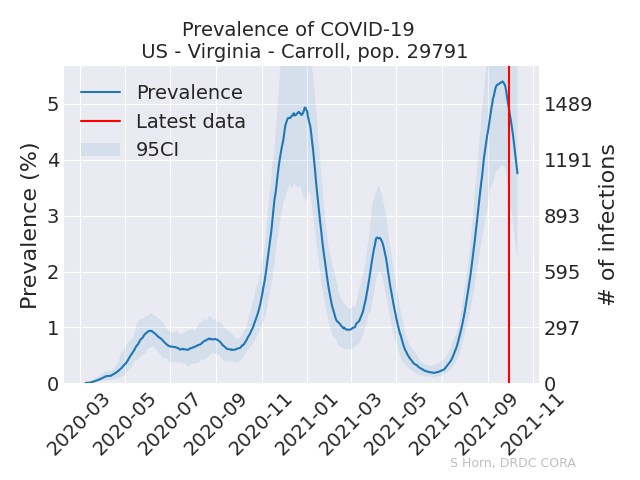 Prevalence of COVID-19
US - Virginia - Carroll, pop. 29791
Prevalence
Latest data
95CI
Prevalence (%)
5
4
3
2
1
0
# of infections
1489
1191
893
595
297
0
2020-03
2020-05
2020-07
2020-09
2020-11
2021-01
2021-03
2021-05
2021-07
2021-09
2021-11
S Horn, DRDC CORA